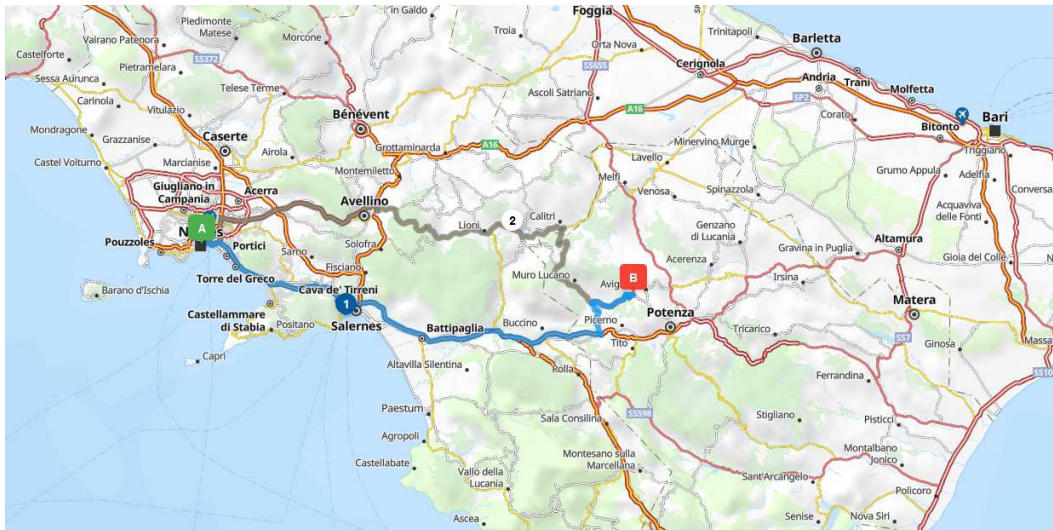 in Galdo
Foggia
Piedimonte
Matese
Troia
Trinitapoli
Castelforte
Vairano Patenora
Morcone
Orta Nova
Barletta
SS372
SS655
Sessa Aurunca
Pietramelara
Cerignola
Andria
Trani
Telese Terme
Ascoli Satriano
SP2
Molfetta
Carinola
Vitulazio
A16
Corato
Bari
Bénévent
Bitonto
Mondragone
Grazzanise
Caserte
A16
Airola
Grottaminarda
Minervino Murge
Triggiano
Castel Volturno
Marcianise
Montemiletto
Lavello
Grumo Appula
Adelfia
Melfi
Giugliano in
Campania
Acerra
Venosa
Spinazzola
Conversa
Avellino
Calitri
2
Acquaviva
delle Fonti
A
Lioni
Genzano
di Lucania
Pouzzoles
Portici
Sarno
Solofra
Gravina in Puglia
Altamura
Gioia del Colle
Fisciano
Acerenza
Torre del Greco
Muro Lucano
Avig
B
Irsina
Barano d'Ischia
Cava de' Tirreni
1
Matera
Castellammare
di Stabia
Positano
Salernes
Battipaglia
Buccino
Picerno
Potenza
Tricarico
Tito
SS7
Ginosa
Massa
Capri
Altavilla Silentina
Polla
Ferrandina
SS10
Paestum
SS598
Stigliano
Pisticci
Sala Consilina
Agropoli
Montalbano
Jonico
Castellabate
Montesano sulla
Marcellana
Vallo della
Lucania
Sant'Arcangelo
Policoro
Ascea
Senise
Nova Siri